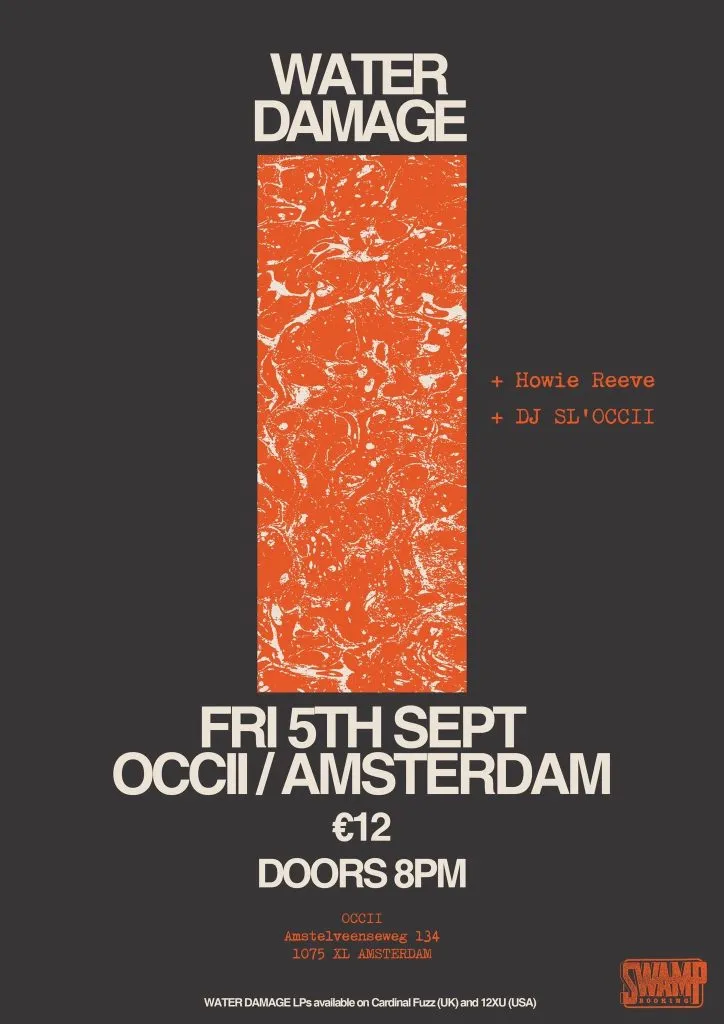 WATER
DAMAGE
+ Howie Reeve
+ DJ SL'OCCII
FRI 5TH SEPT
OCCII / AMSTERDAM
€12
DOORS 8PM
OCCII
Amstelveenseweg 134
1075 XL AMSTERDAM
SWAMP
BOOKING
WATER DAMAGE LPs available on Cardinal Fuzz (UK) and 12XU (USA)